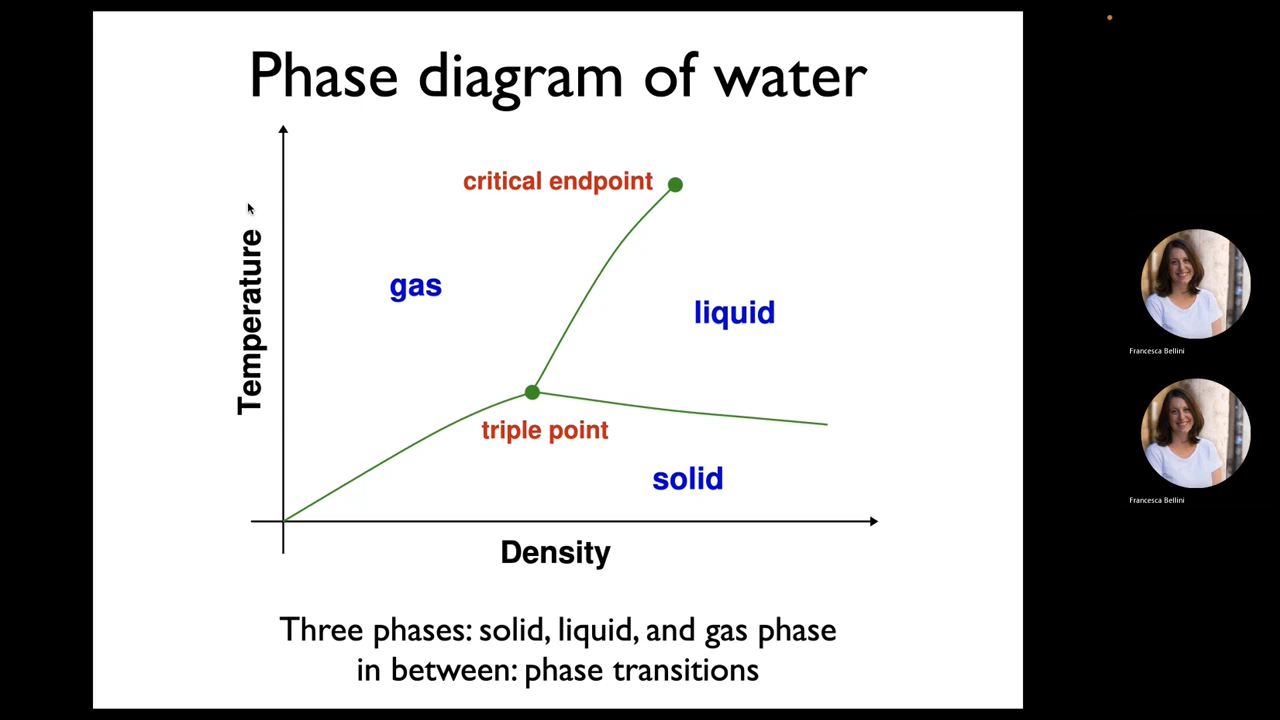 Phase diagram of water
critical endpoint
Temperature
gas
liquid
triple point
solid
Density
Three phases: solid, liquid, and gas phase
in between: phase transitions
Francesca Bellini
Francesca Bellini